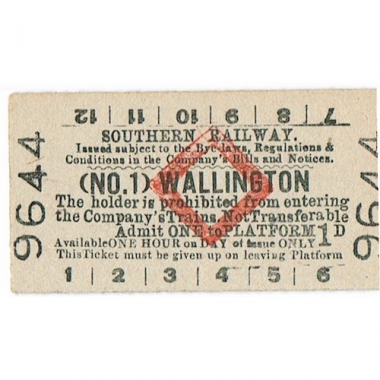 12 11 10 9 8 7
SOUTHERN RAILWAY.
Issued subject to the Bye-laws, Regulations &
Conditions in the Company's Bills and Notices.
(NO.1) WALLINGTON
The holder is prohibited from entering
the Company's Trains. Not Transferable
Admit ONE to PLATFORM 1D
Available ONE HOUR on DAY of issue ONLY
This Ticket must be given up on leaving Platform
1 2 3 4 5 6
9644
9644